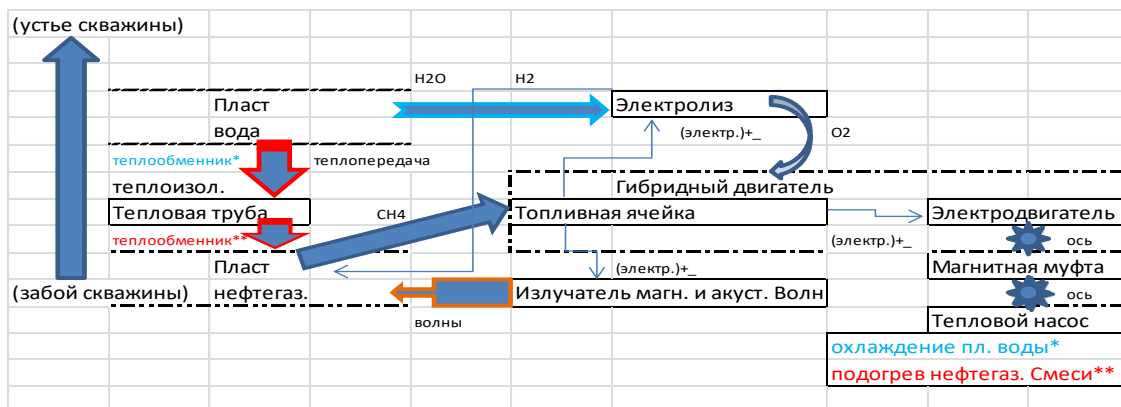 (устье скважины)
H2O
H2
Пласт
Электролиз
вода
(электр.)+_
O2
теплообменник*
теплопередача
теплоизол.
Гибридный двигатель
Тепловая труба
CH4
Топливная ячейка
Электродвигатель
теплообменник**
(электр.)+_
ось
Пласт
(электр.)+_
Магнитная муфта
(забой скважины)
нефтегаз.
Излучатель магн. и акуст. Волн
ось
волны
Тепловой насос
охлаждение пл. воды*
подогрев нефтегаз. Смеси**